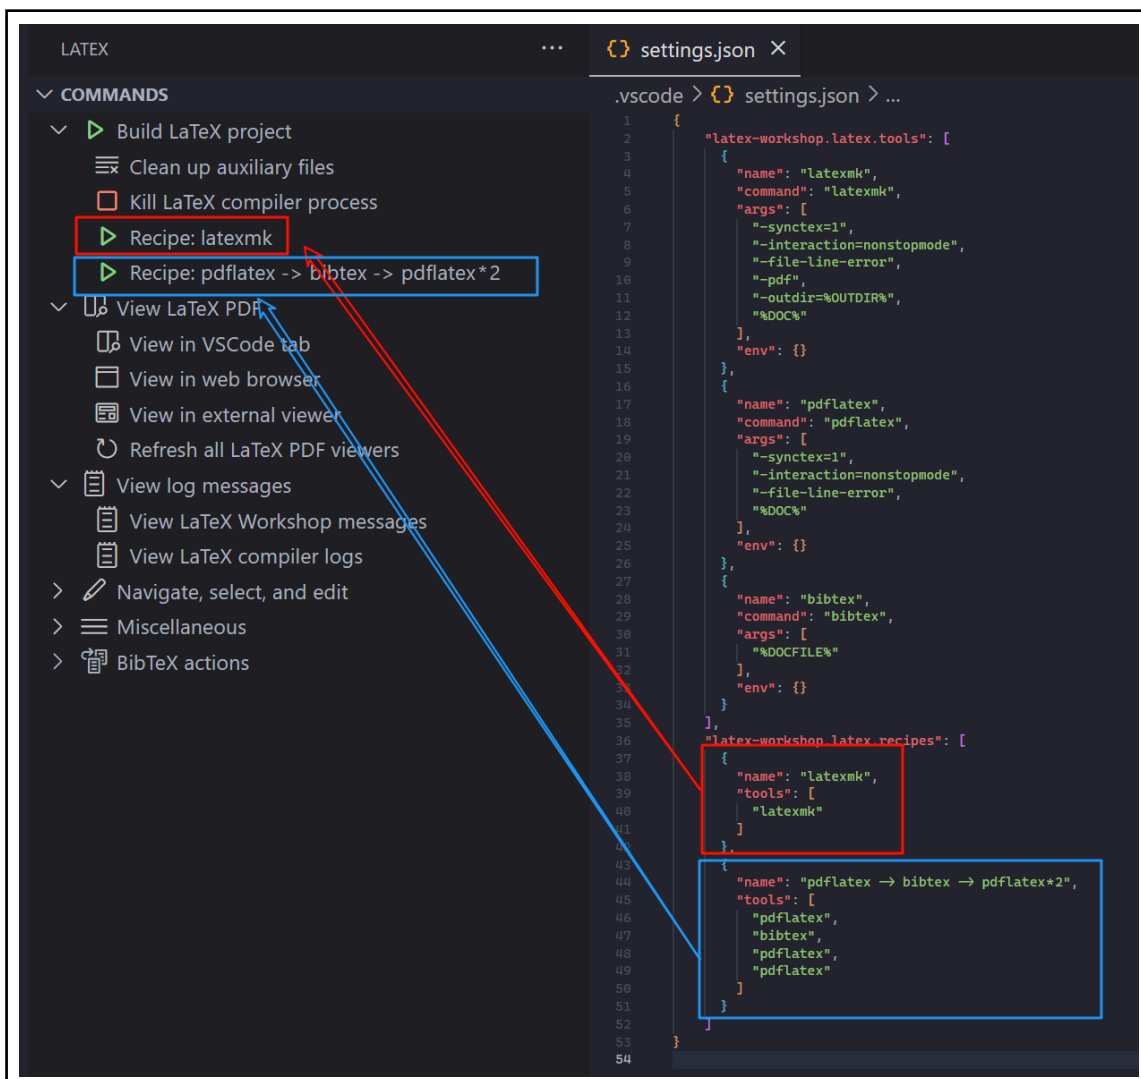 LATEX
COMMANDS
Build LaTeX project
Clean up auxiliary files
Kill LaTeX compiler process
Recipe: latexmk
Recipe: pdflatex -> bibtex -> pdflatex*2
View LaTeX PDF
View in VSCode tab
View in web browser
View in external viewer
Refresh all LaTeX PDF viewers
View log messages
View LaTeX Workshop messages
View LaTeX compiler logs
Navigate, select, and edit
Miscellaneous
BibTeX actions
{} settings.json ×
.vscode > {} settings.json > ...
1 {
2 "latex-workshop.latex.tools": [
3 {
4 "name": "latexmk",
5 "command": "latexmk",
6 "args": [
7 "-synctex=1",
8 "-interaction=nonstopmode",
9 "-file-line-error",
10 "-pdf",
11 "-outdir=%OUTDIR%",
12 "%DOC%"
13 ],
14 "env": {}
15 },
16 {
17 "name": "pdflatex",
18 "command": "pdflatex",
19 "args": [
20 "-synctex=1",
21 "-interaction=nonstopmode",
22 "-file-line-error",
23 "%DOC%"
24 ],
25 "env": {}
26 },
27 {
28 "name": "bibtex",
29 "command": "bibtex",
30 "args": [
31 "%DOCFILE%"
32 ],
33 "env": {}
34 }
35 ],
36 "latex-workshop.latex.recipes": [
37 {
38 "name": "latexmk",
39 "tools": [
40 "latexmk"
41 ]
42 },
43 {
44 "name": "pdflatex → bibtex → pdflatex*2",
45 "tools": [
46 "pdflatex",
47 "bibtex",
48 "pdflatex",
49 "pdflatex"
50 ]
51 }
52 ]
53 }
54